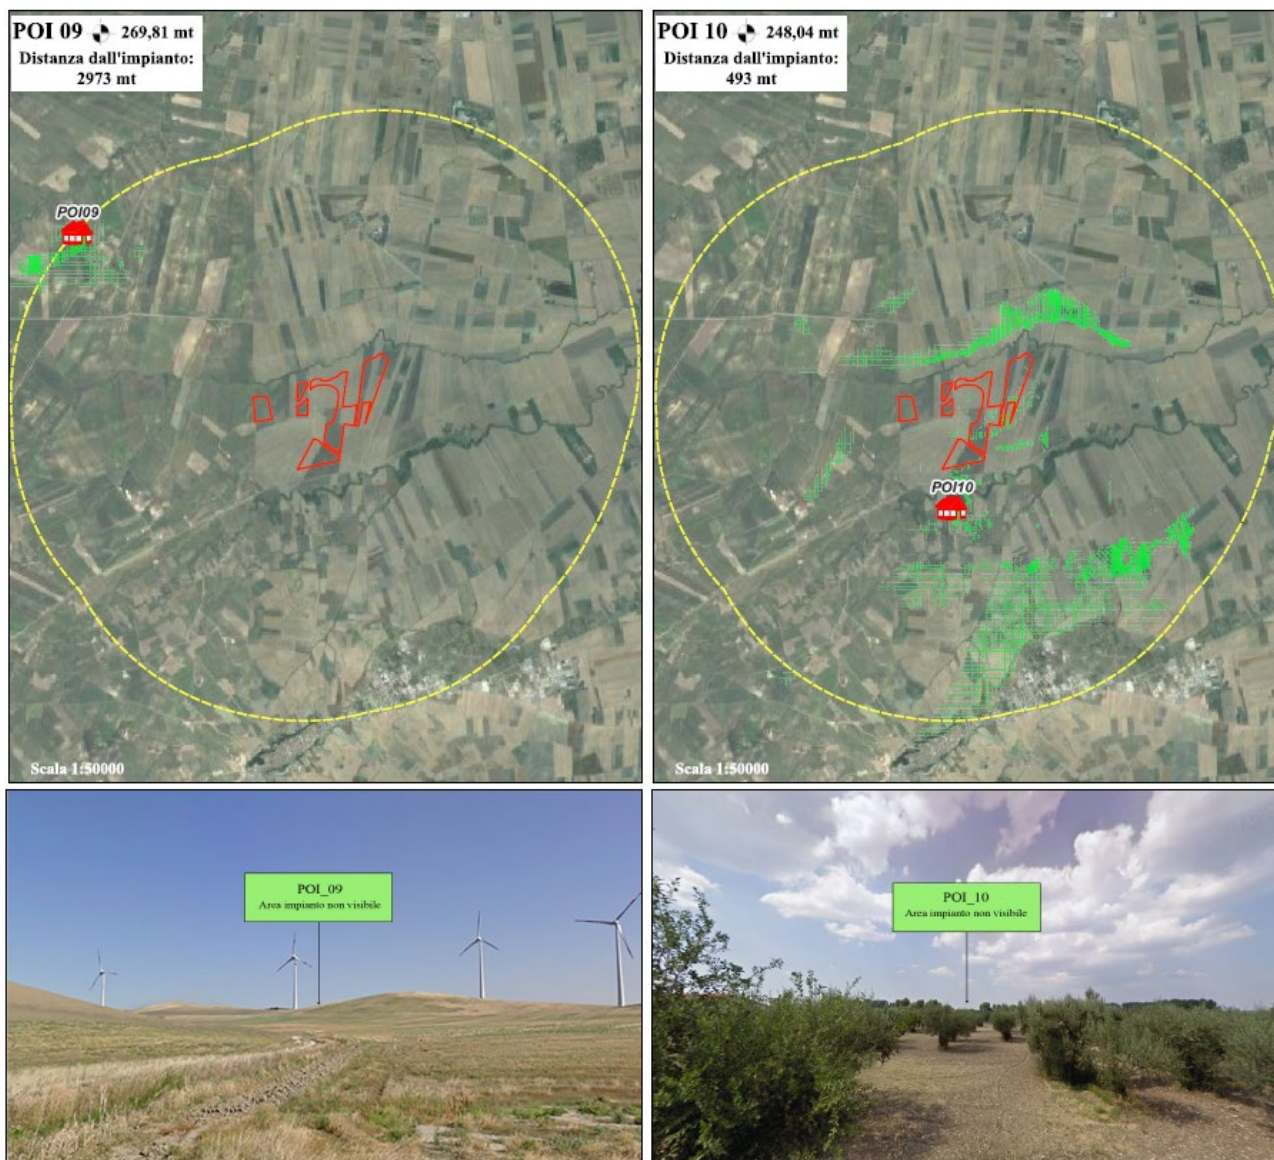 POI 09 269,81 mt
Distanza dall'impianto:
2973 mt
POI09
Scala 1:50000
POI 10 248,04 mt
Distanza dall'impianto:
493 mt
POI10
Scala 1:50000
POI_09
Area impianto non visibile
POI_10
Area impianto non visibile